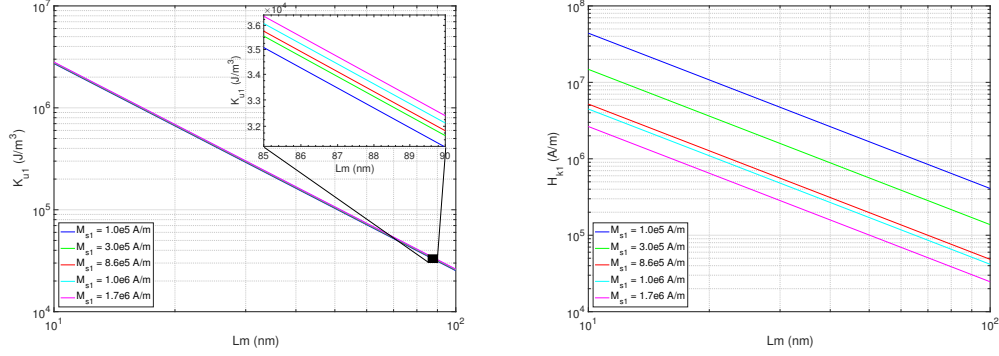 10^7
10^6
10^5
10^4
K_u1 (J/m^3)
10^1
10^2
Lm (nm)
×10^4
3.6
3.5
3.4
3.3
3.2
K_u1 (J/m^3)
85 86 87 88 89 90
Lm (nm)
M_s1 = 1.0e5 A/m
M_s1 = 3.0e5 A/m
M_s1 = 8.6e5 A/m
M_s1 = 1.0e6 A/m
M_s1 = 1.7e6 A/m
10^8
10^7
10^6
10^5
10^4
H_k1 (A/m)
10^1
10^2
Lm (nm)
M_s1 = 1.0e5 A/m
M_s1 = 3.0e5 A/m
M_s1 = 8.6e5 A/m
M_s1 = 1.0e6 A/m
M_s1 = 1.7e6 A/m